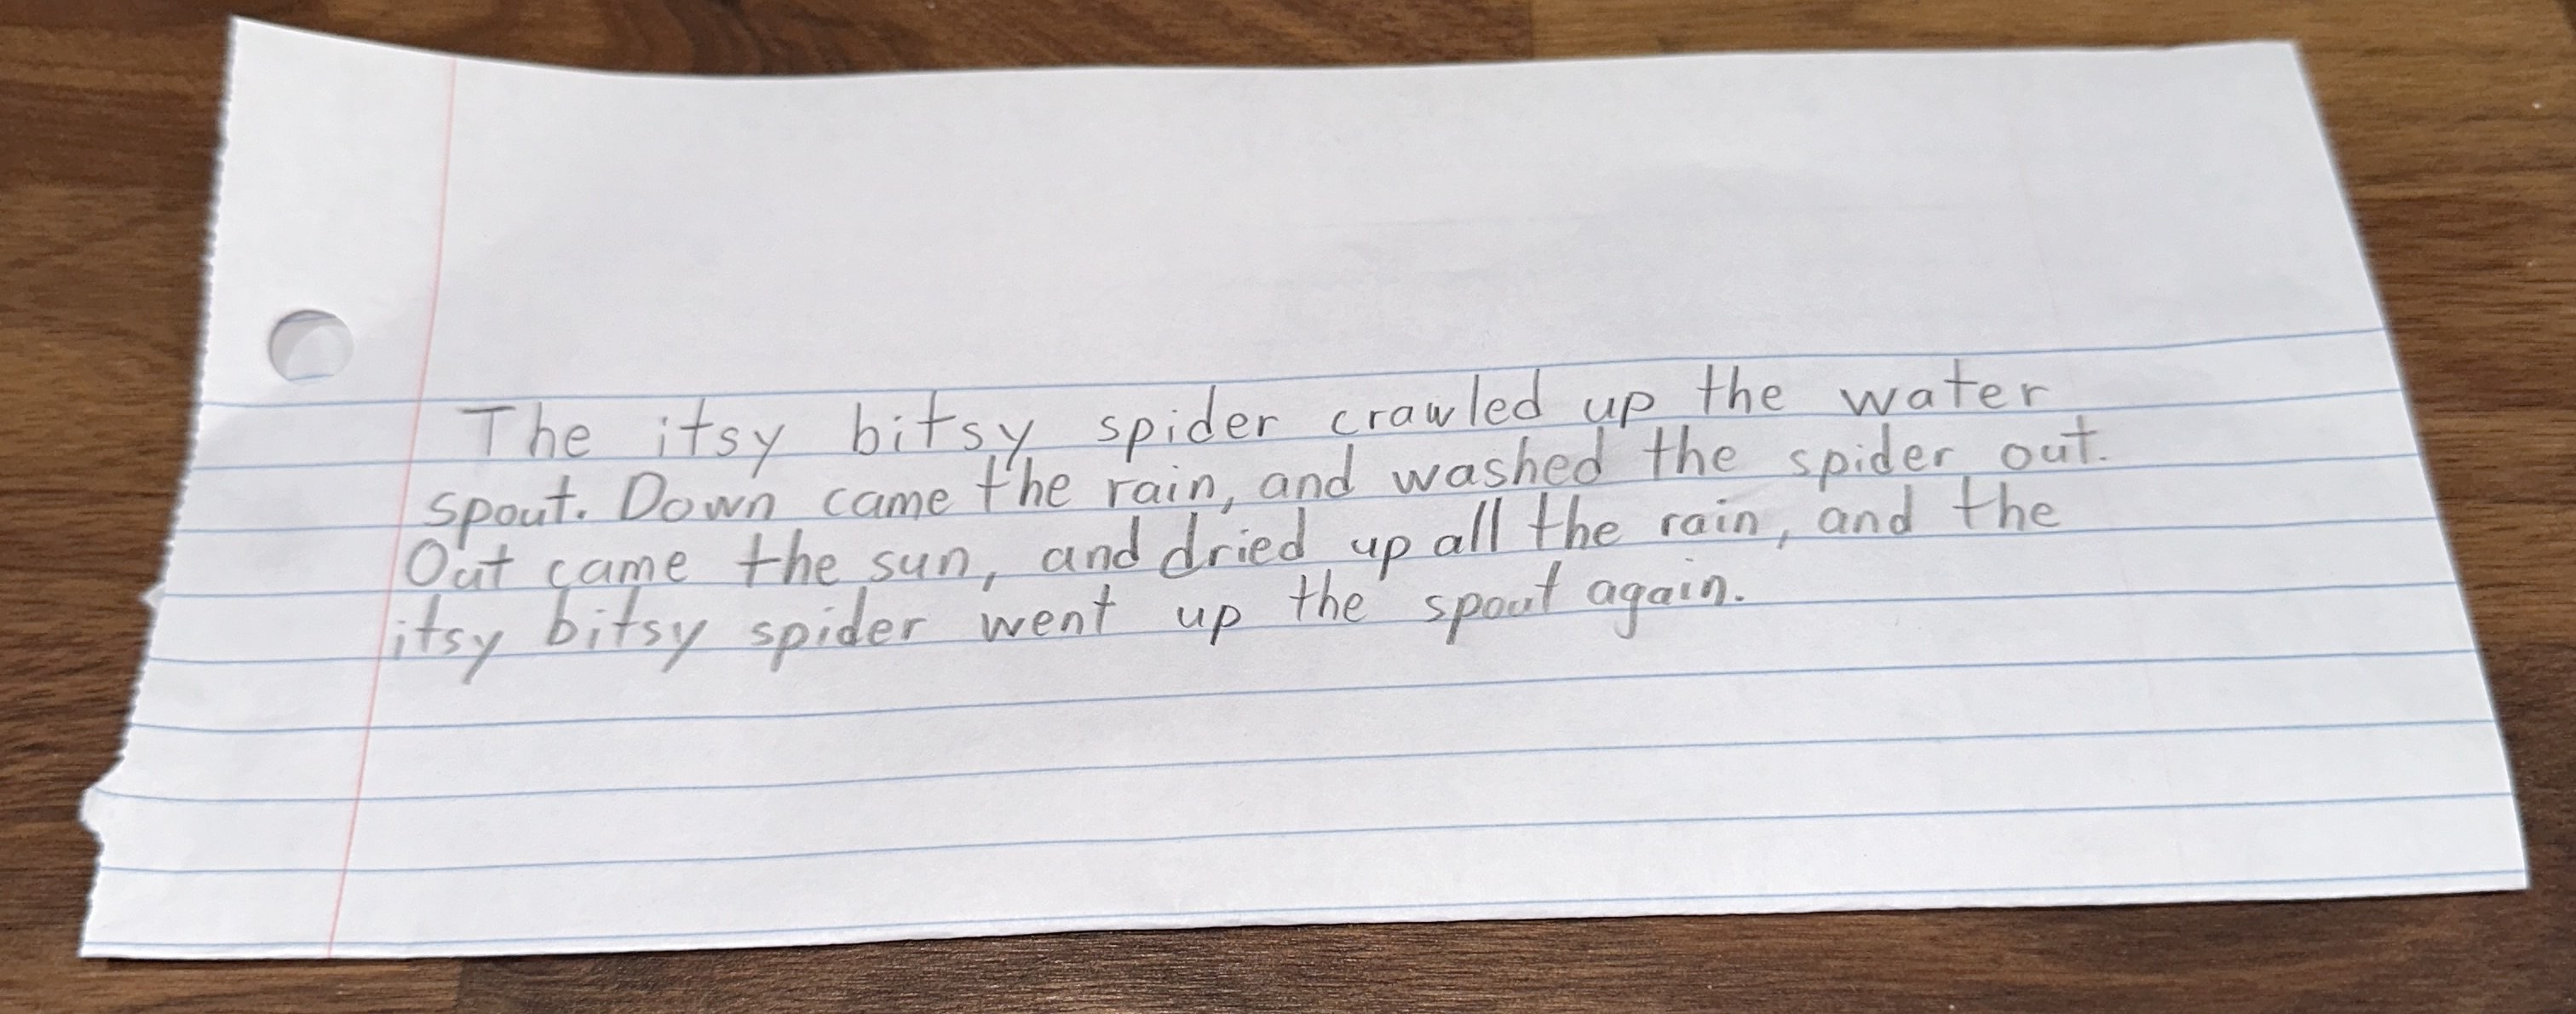 The itsy bitsy spider crawled up the water
spout. Down came the rain, and washed the spider out.
Out came the sun, and dried up all the rain, and the
itsy bitsy spider went up the spout again.